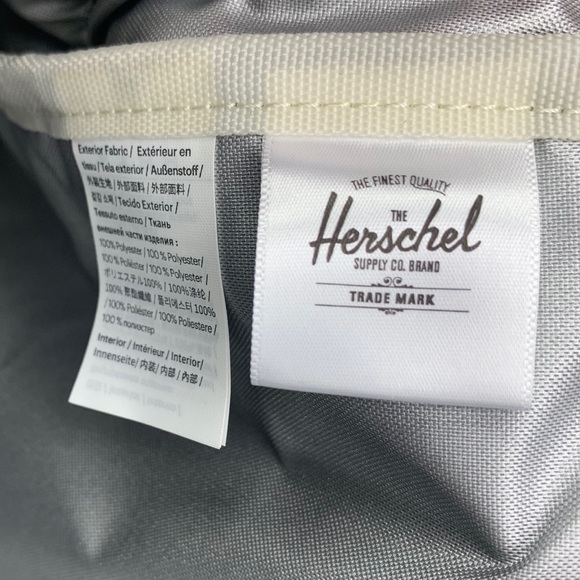 Exterior Fabric / Extérieur en
tissu / Tela exterior / Außenstoff /
外装生地 / 外部面料 / 外部面料 /
겉감 소재 / Tecido Exterior /
Tessuto esterno / Ткань
внешней части изделия :
100% Polyester / 100 % Polyester/
100% Poliéster / 100 % Polyester /
ポリエステル100% / 100%涤纶/
100% 聚酯纖維 / 폴리에스터 100%
/ 100% Poliéster / 100% Poliestere /
100 % полиэстер
Interior / Intérieur / Interior/
Innenseite/ 内装/ 内部 / 內部 /
THE FINEST QUALITY
THE
Herschel
SUPPLY CO. BRAND
TRADE MARK